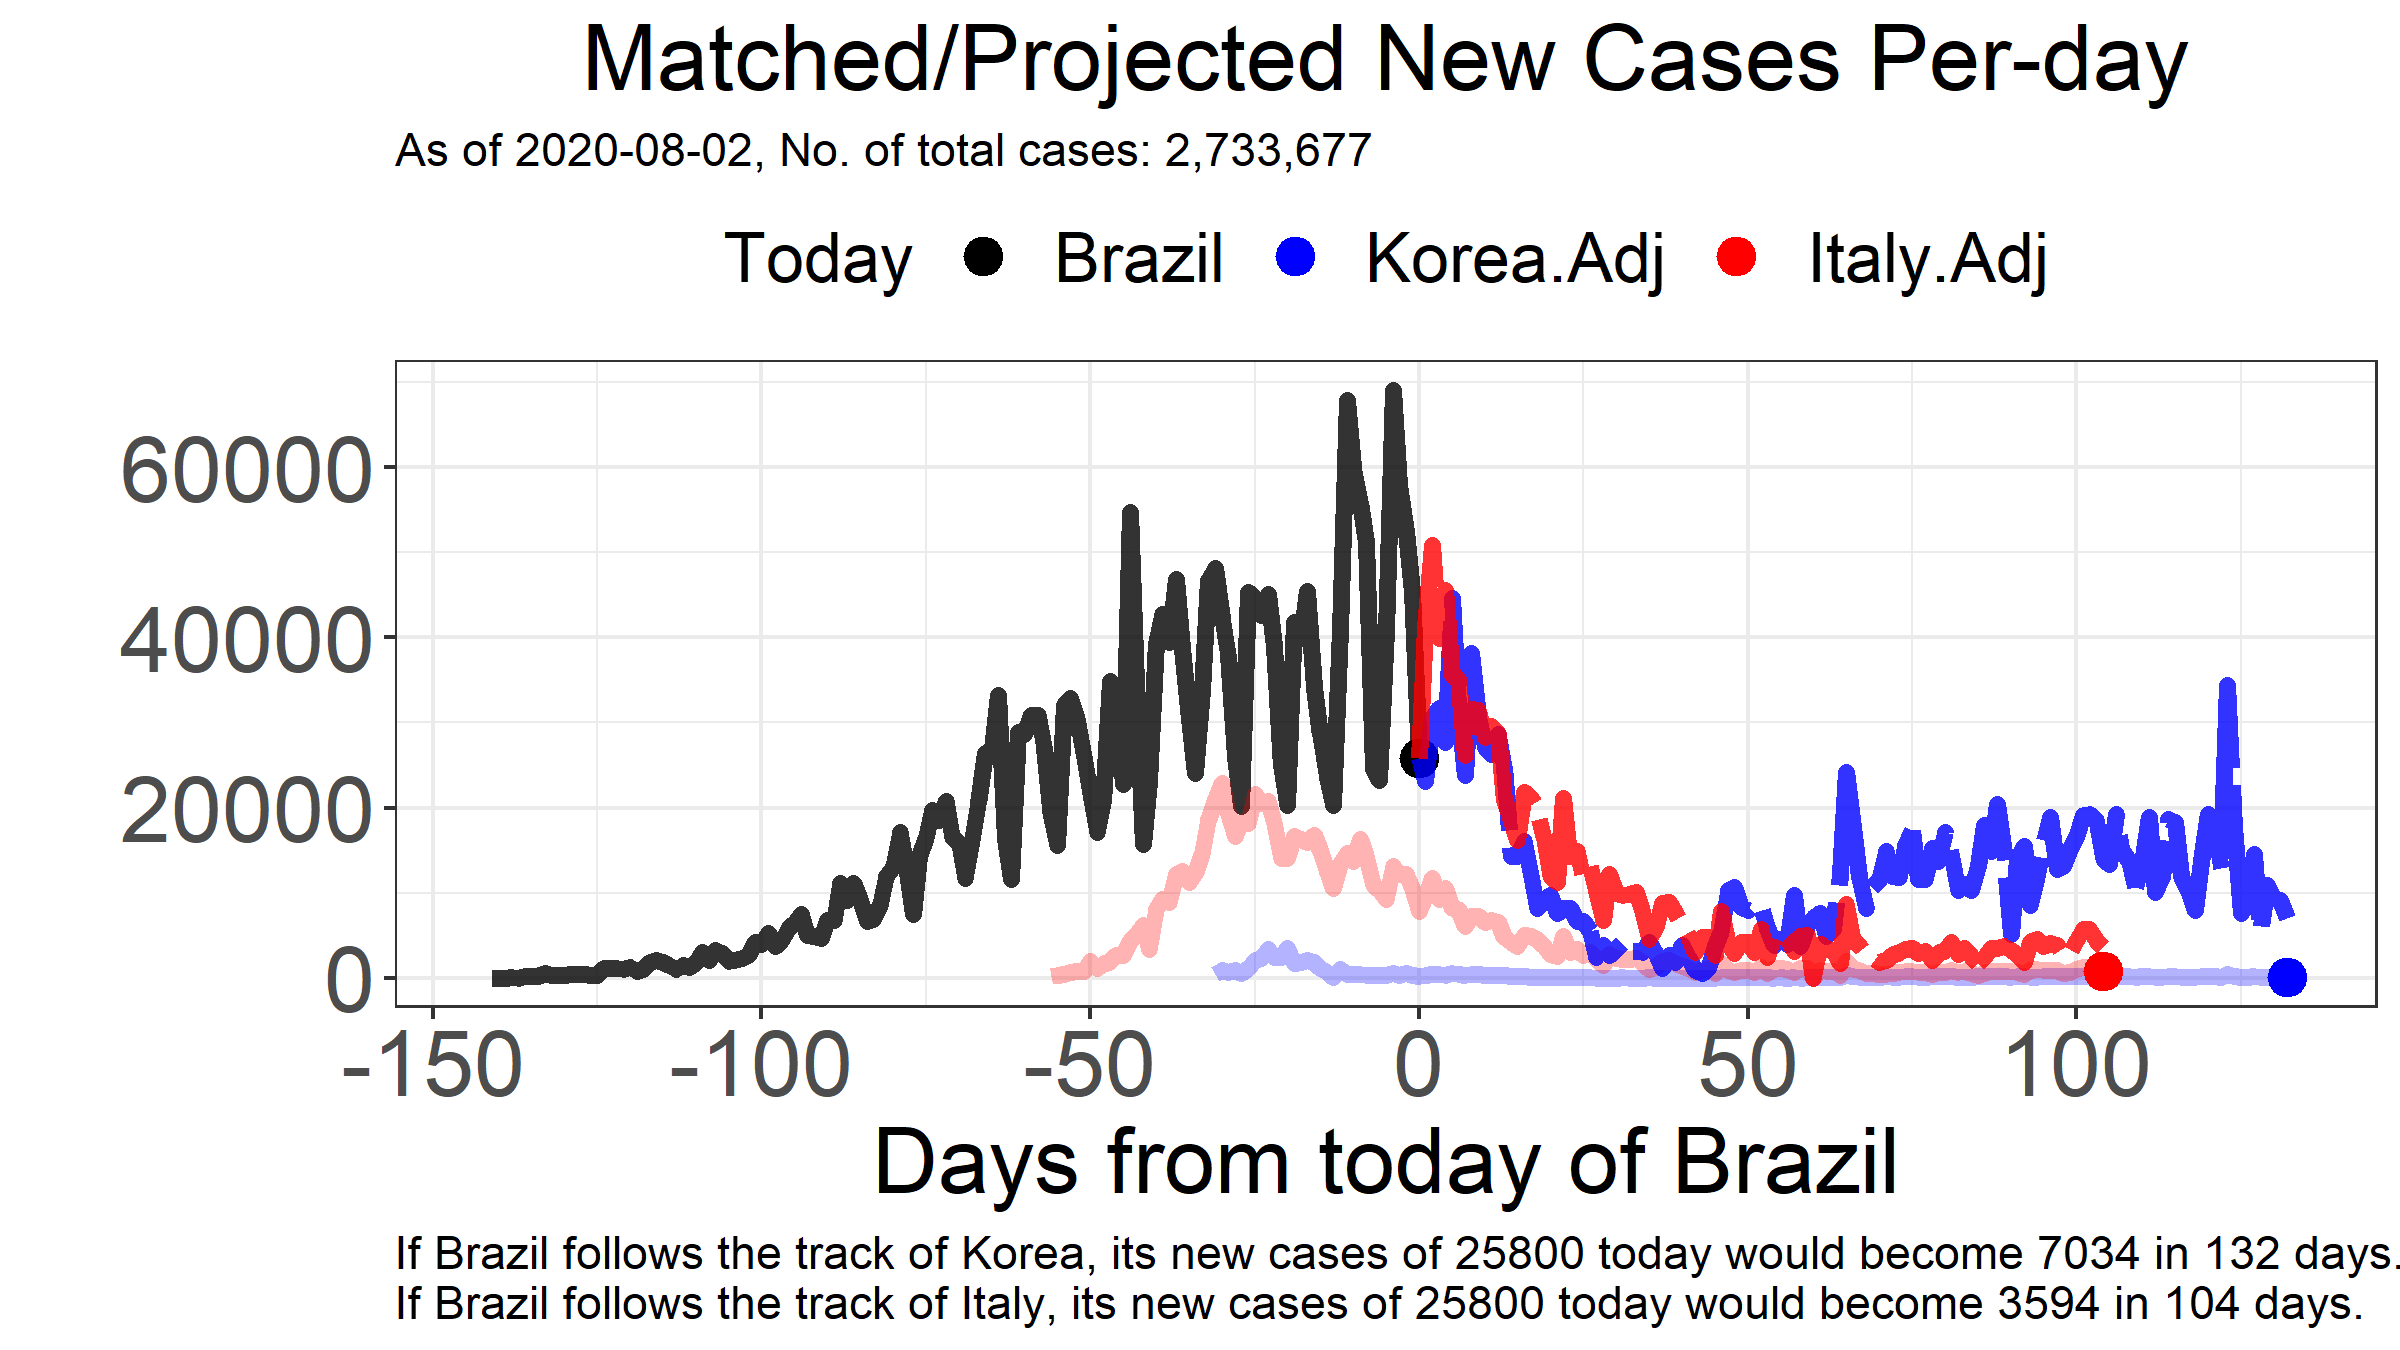 Matched/Projected New Cases Per-day
As of 2020-08-02, No. of total cases: 2,733,677
Today Brazil Korea.Adj Italy.Adj
60000
40000
20000
0
-150 -100 -50 0 50 100
Days from today of Brazil
If Brazil follows the track of Korea, its new cases of 25800 today would become 7034 in 132 days.
If Brazil follows the track of Italy, its new cases of 25800 today would become 3594 in 104 days.